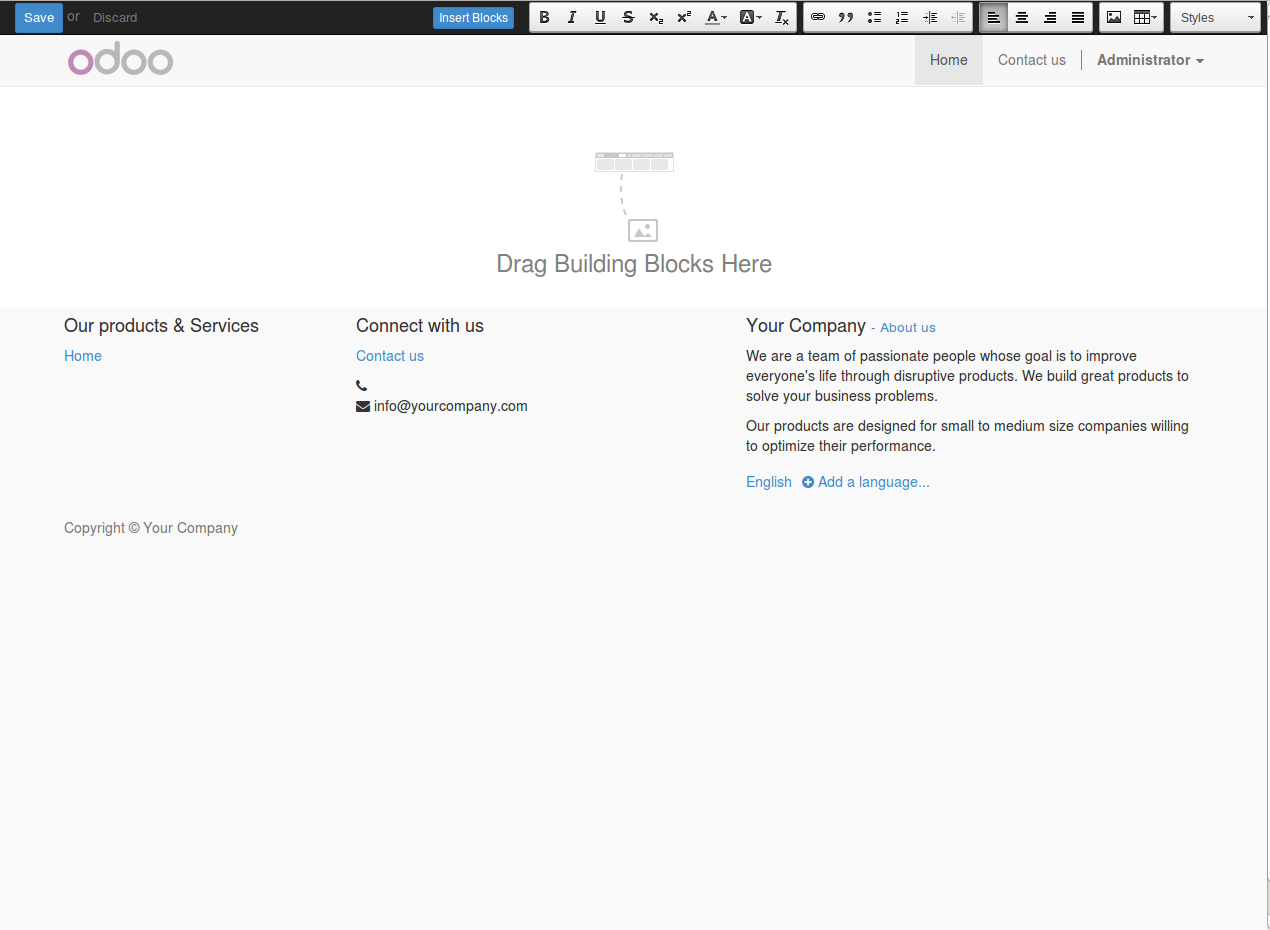 Save or Discard Insert Blocks B I U S x₂ x² A A Tx Styles
odoo Home Contact us Administrator
Drag Building Blocks Here
Our products & Services
Home
Connect with us
Contact us
info@yourcompany.com
Your Company - About us
We are a team of passionate people whose goal is to improve
everyone's life through disruptive products. We build great products to
solve your business problems.
Our products are designed for small to medium size companies willing
to optimize their performance.
English Add a language...
Copyright © Your Company